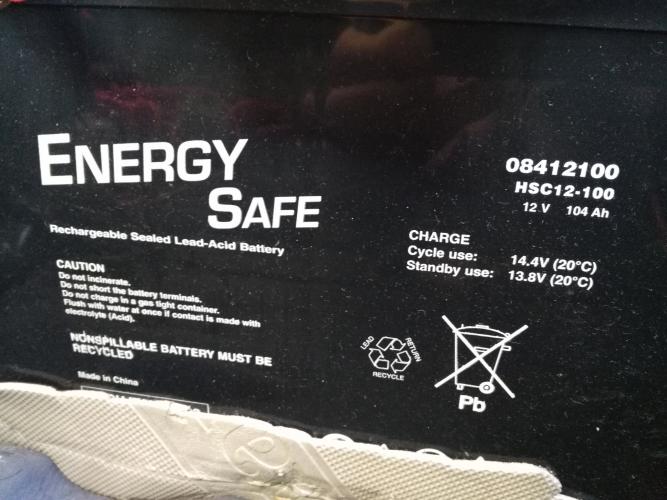 ENERGY
SAFE
Rechargeable Sealed Lead-Acid Battery
CAUTION
Do not incinerate.
Do not short the battery terminals.
Do not charge in a gas tight container.
Flush with water at once if contact is made with
electrolyte (Acid).
NONSPILLABLE BATTERY MUST BE
RECYCLED
Made in China
08412100
HSC12-100
12 V 104 Ah
CHARGE
Cycle use: 14.4V (20°C)
Standby use: 13.8V (20°C)
LEAD
RETURN
RECYCLE
Pb